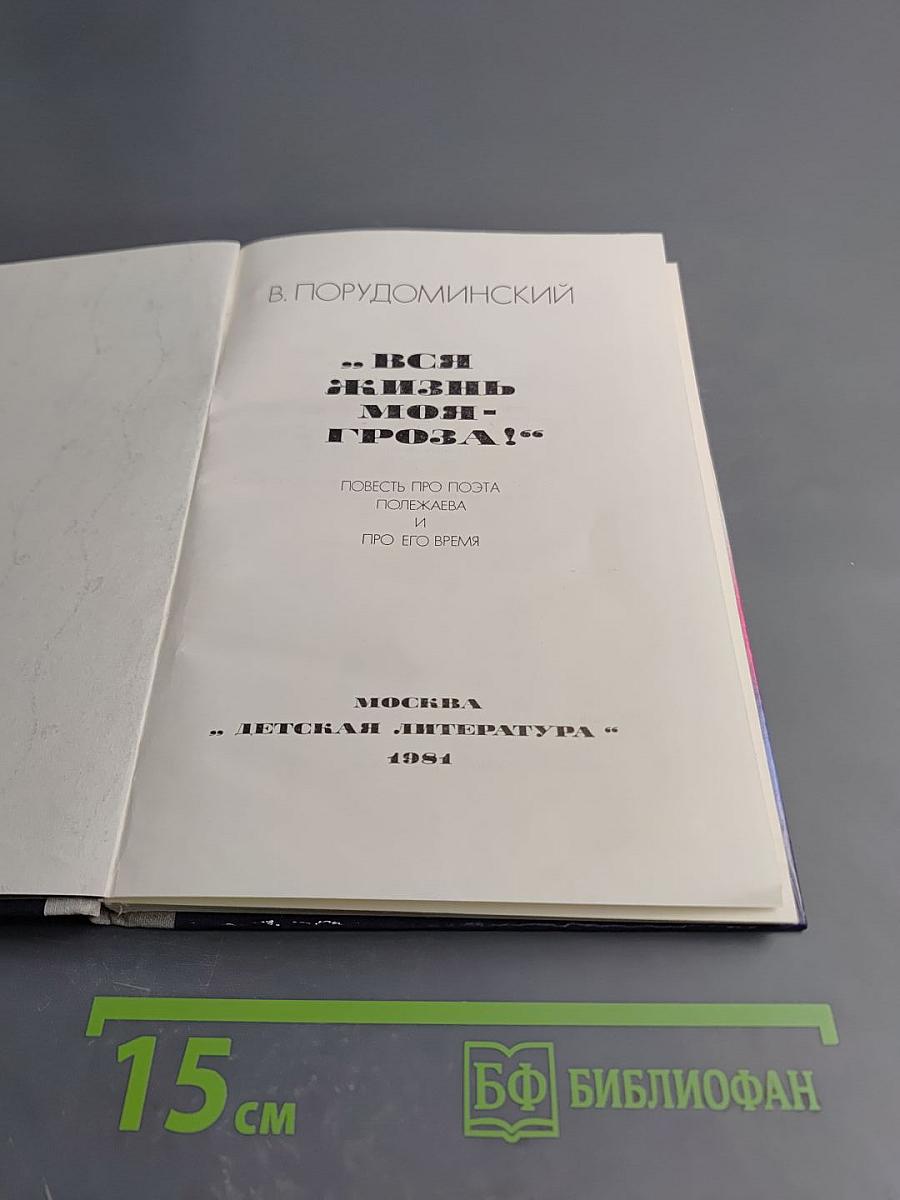 В. ПОРУДОМИНСКИЙ
„ВСЯ
ЖИЗНЬ
МОЯ-
ГРОЗА!“
ПОВЕСТЬ ПРО ПОЭТА
ПОЛЕЖАЕВА
И
ПРО ЕГО ВРЕМЯ
МОСКВА
„ ДЕТСКАЯ ЛИТЕРАТУРА “
1981
15 см
БФ БИБЛИОФАН